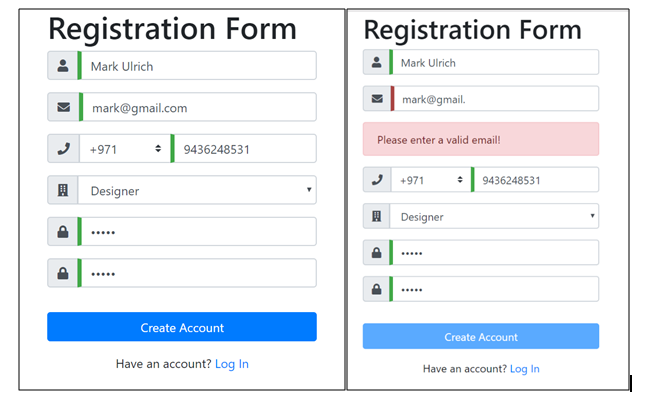 Registration Form
Mark Ulrich
mark@gmail.com
+971 9436248531
Designer
•••••
•••••
Create Account
Have an account? Log In
Registration Form
Mark Ulrich
mark@gmail.
Please enter a valid email!
+971 9436248531
Designer
•••••
•••••
Create Account
Have an account? Log In